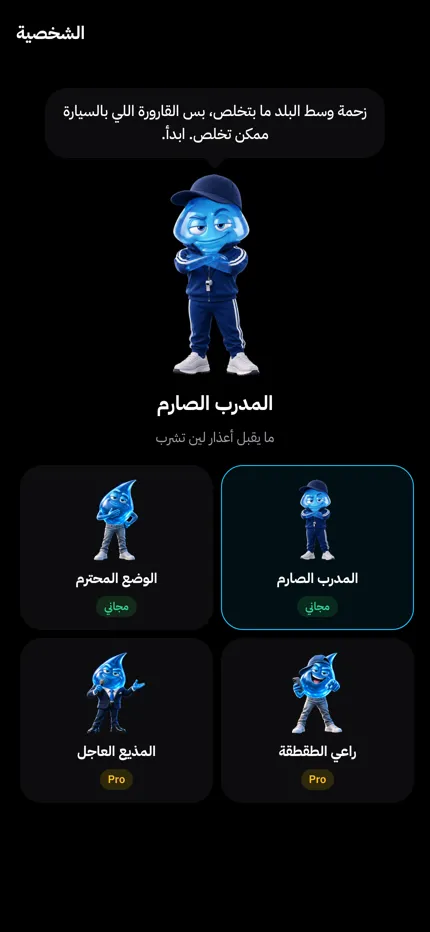 الشخصية
زحمة وسط البلد ما بتخلص، بس القارورة اللي بالسيارة
ممكن تخلص. ابدأ.
المدرب الصارم
ما يقبل أعذار لين تشرب
المدرب الصارم
مجاني
الوضع المحترم
مجاني
راعي الطقطقة
Pro
المذيع العاجل
Pro